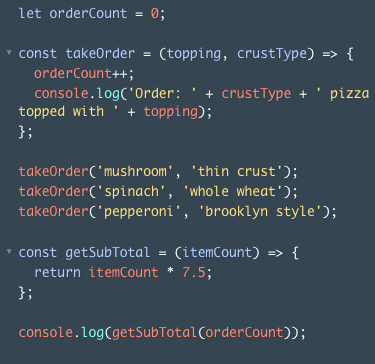 let orderCount = 0;
const takeOrder = (topping, crustType) => {
orderCount++;
console.log('Order: ' + crustType + ' pizza
topped with ' + topping);
};
takeOrder('mushroom', 'thin crust');
takeOrder('spinach', 'whole wheat');
takeOrder('pepperoni', 'brooklyn style');
const getSubTotal = (itemCount) => {
return itemCount * 7.5;
};
console.log(getSubTotal(orderCount));